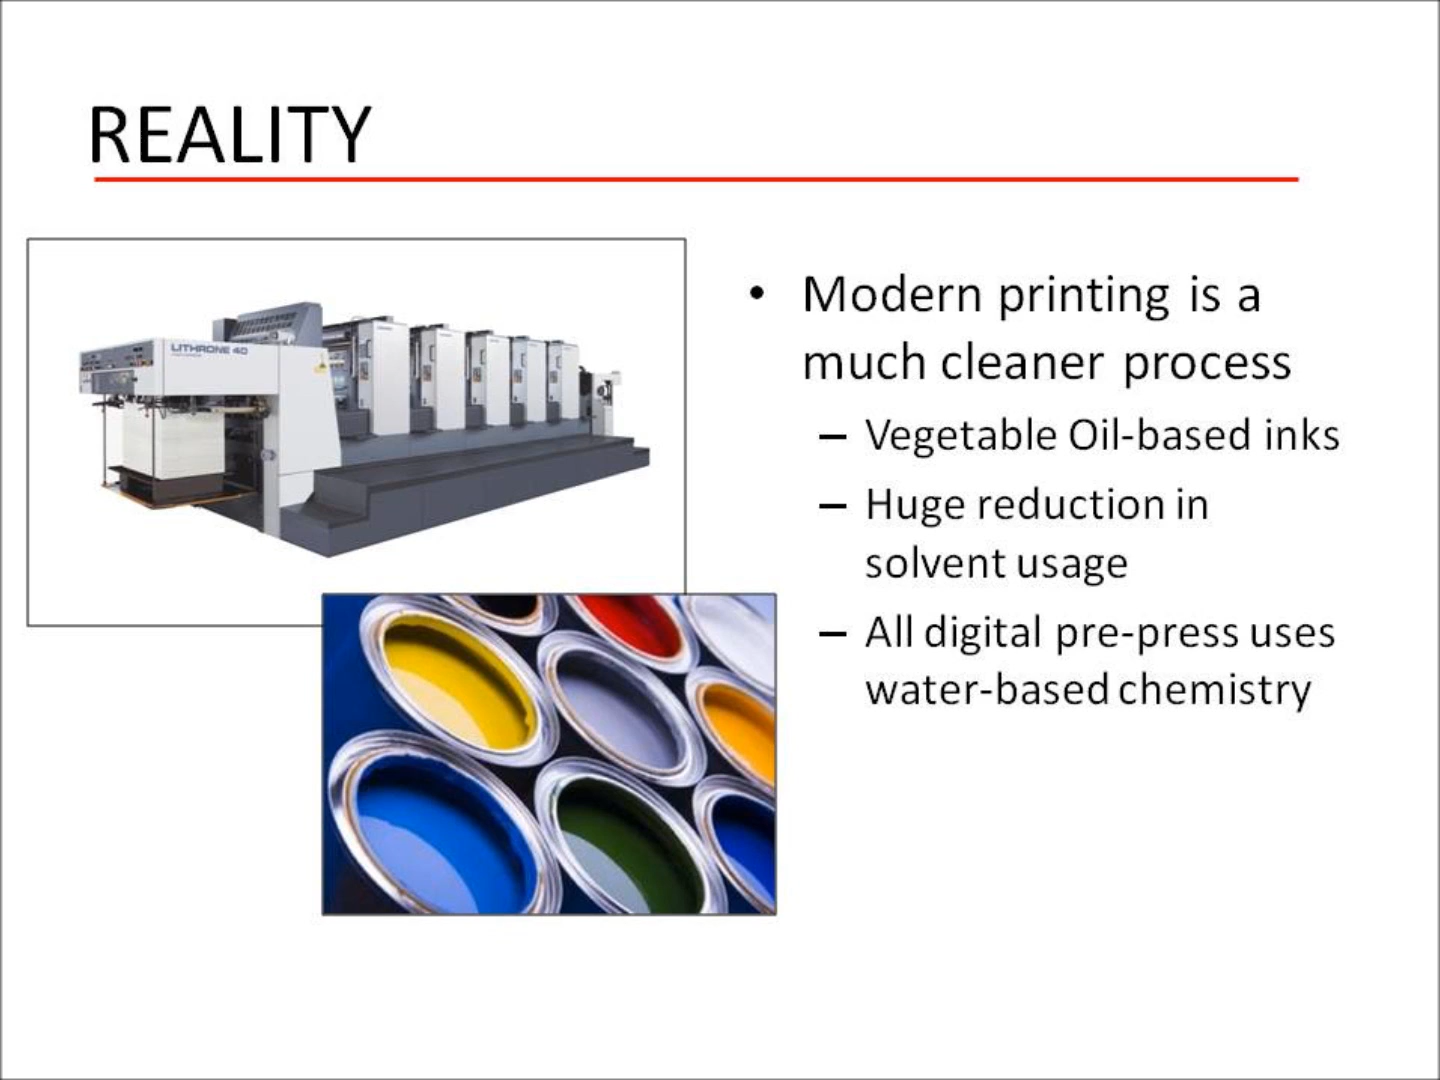 REALITY
LITHRONE 40
• Modern printing is a
much cleaner process
– Vegetable Oil-based inks
– Huge reduction in
solvent usage
– All digital pre-press uses
water-based chemistry